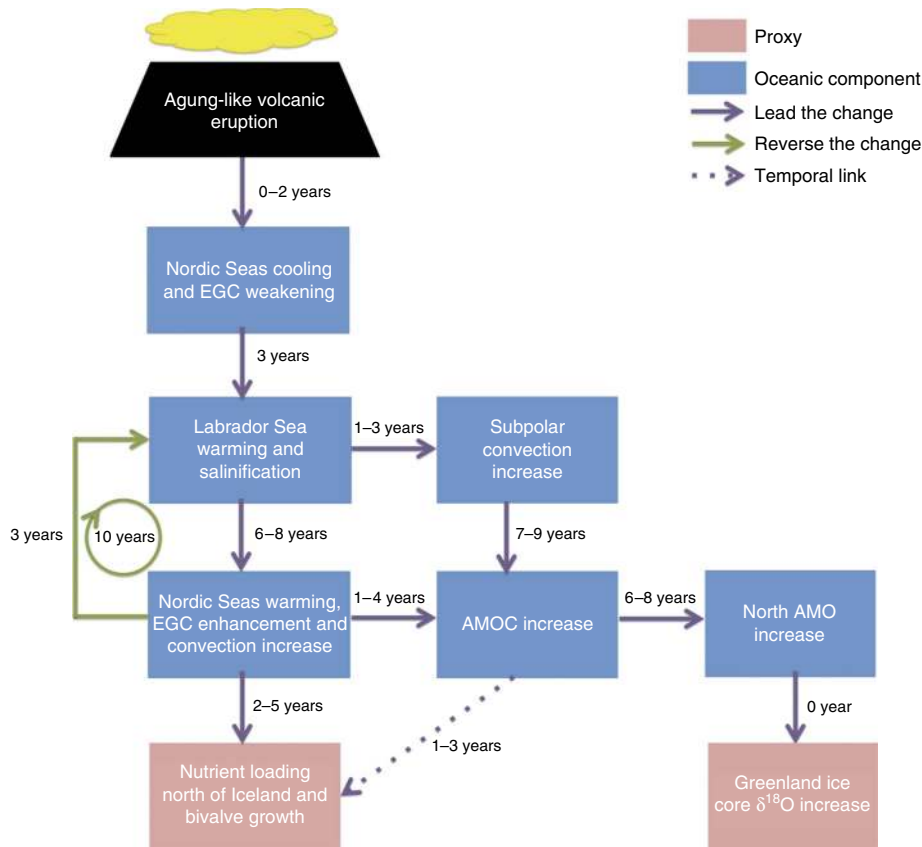 Agung-like volcanic
eruption
Proxy
Oceanic component
Lead the change
Reverse the change
Temporal link
0–2 years
Nordic Seas cooling
and EGC weakening
3 years
Labrador Sea
warming and
salinification
1–3 years
Subpolar
convection
increase
3 years
10 years
6–8 years
7–9 years
Nordic Seas warming,
EGC enhancement and
convection increase
1–4 years
AMOC increase
6–8 years
North AMO
increase
2–5 years
1–3 years
0 year
Nutrient loading
north of Iceland and
bivalve growth
Greenland ice
core δ¹⁸O increase